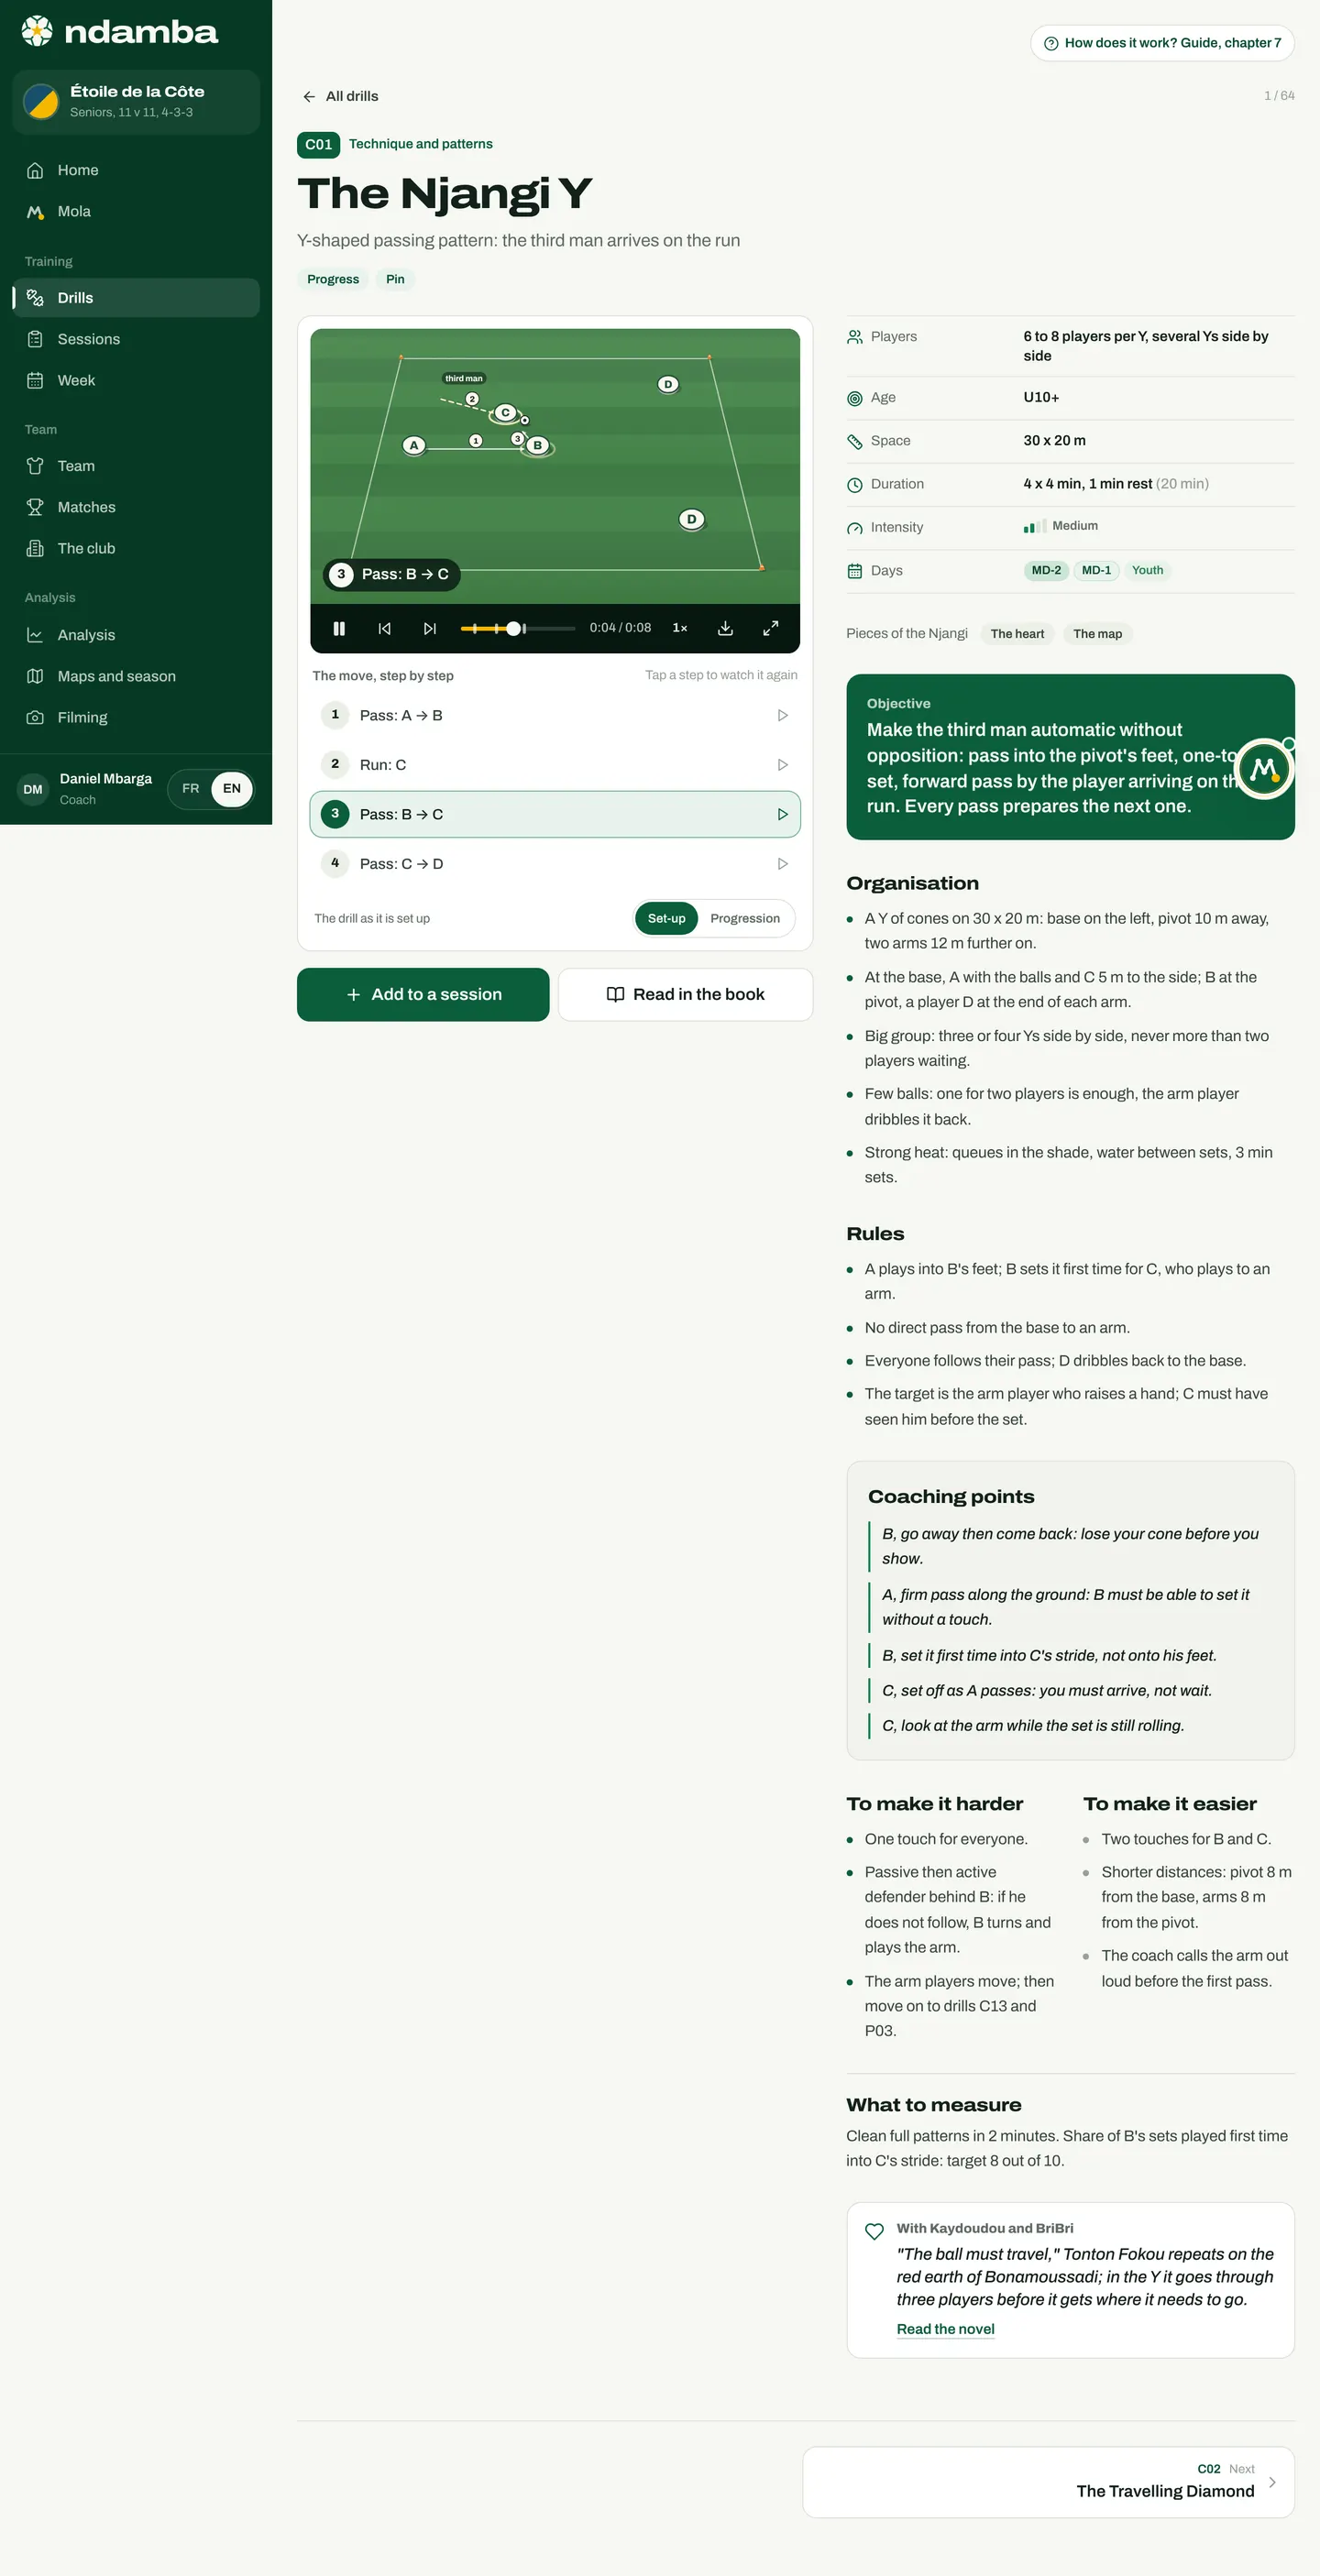 ndamba
Étoile de la Côte
Seniors, 11 v 11, 4-3-3
Home
Mola
Training
Drills
Sessions
Week
Team
Team
Matches
The club
Analysis
Analysis
Maps and season
Filming
DM
Daniel Mbarga
Coach
FR
EN
How does it work? Guide, chapter 7
All drills
1 / 64
C01
Technique and patterns
The Njangi Y
Y-shaped passing pattern: the third man arrives on the run
Progress
Pin
third man
2
C
D
A
1
3
B
D
3
Pass: B → C
0:04 / 0:08
1×
The move, step by step
Tap a step to watch it again
1
Pass: A → B
2
Run: C
3
Pass: B → C
4
Pass: C → D
The drill as it is set up
Set-up
Progression
Add to a session
Read in the book
Players
6 to 8 players per Y, several Ys side by
side
Age
U10+
Space
30 x 20 m
Duration
4 x 4 min, 1 min rest (20 min)
Intensity
Medium
Days
MD-2
MD-1
Youth
Pieces of the Njangi
The heart
The map
Objective
Make the third man automatic without
opposition: pass into the pivot's feet, one-to
set, forward pass by the player arriving on th
run. Every pass prepares the next one.
M
Organisation
A Y of cones on 30 x 20 m: base on the left, pivot 10 m away,
two arms 12 m further on.
At the base, A with the balls and C 5 m to the side; B at the
pivot, a player D at the end of each arm.
Big group: three or four Ys side by side, never more than two
players waiting.
Few balls: one for two players is enough, the arm player
dribbles it back.
Strong heat: queues in the shade, water between sets, 3 min
sets.
Rules
A plays into B's feet; B sets it first time for C, who plays to an
arm.
No direct pass from the base to an arm.
Everyone follows their pass; D dribbles back to the base.
The target is the arm player who raises a hand; C must have
seen him before the set.
Coaching points
B, go away then come back: lose your cone before you
show.
A, firm pass along the ground: B must be able to set it
without a touch.
B, set it first time into C's stride, not onto his feet.
C, set off as A passes: you must arrive, not wait.
C, look at the arm while the set is still rolling.
To make it harder
One touch for everyone.
Passive then active
defender behind B: if he
does not follow, B turns and
plays the arm.
The arm players move; then
move on to drills C13 and
P03.
To make it easier
Two touches for B and C.
Shorter distances: pivot 8 m
from the base, arms 8 m
from the pivot.
The coach calls the arm out
loud before the first pass.
What to measure
Clean full patterns in 2 minutes. Share of B's sets played first time
into C's stride: target 8 out of 10.
With Kaydoudou and BriBri
"The ball must travel," Tonton Fokou repeats on the
red earth of Bonamoussadi; in the Y it goes through
three players before it gets where it needs to go.
Read the novel
C02 Next
The Travelling Diamond